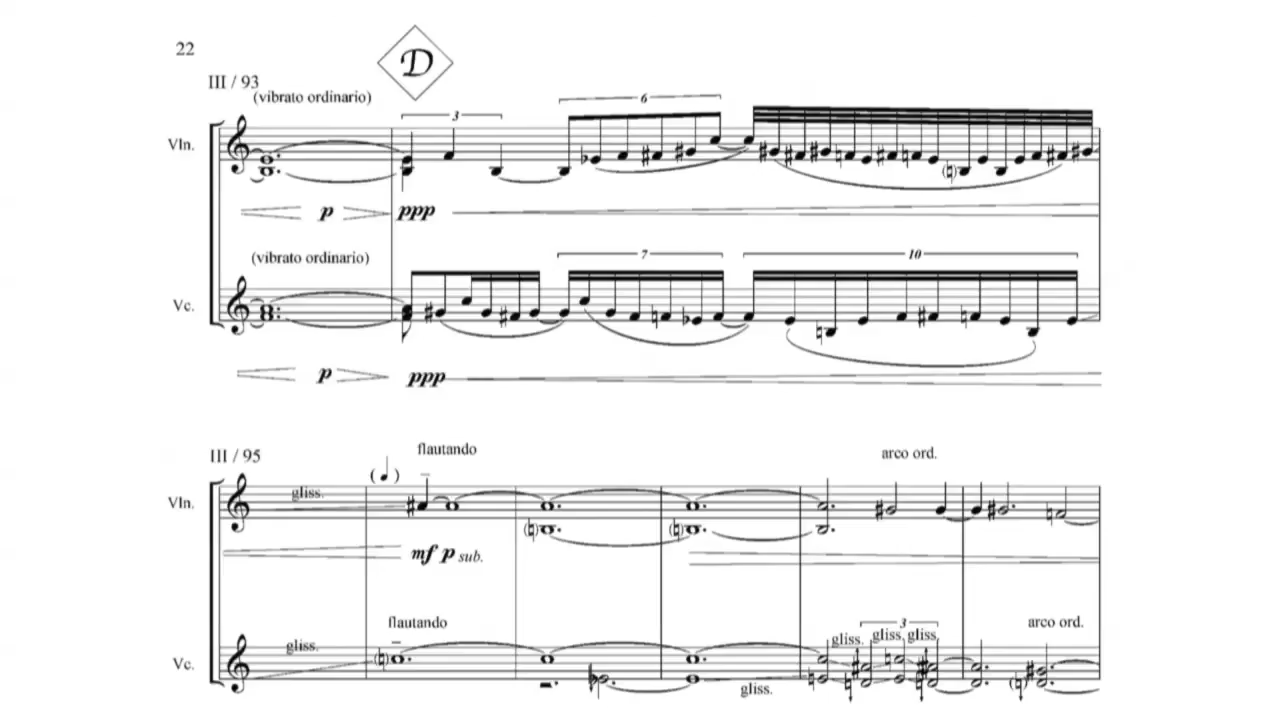 22
D
III / 93
(vibrato ordinario)
3
6
Vln.
p
ppp
(vibrato ordinario)
7
10
Vc.
p
ppp
III / 95
flautando
arco ord.
gliss.
Vln.
mf p sub.
flautando
3
arco ord.
gliss.
gliss. gliss. gliss.
Vc.
gliss.